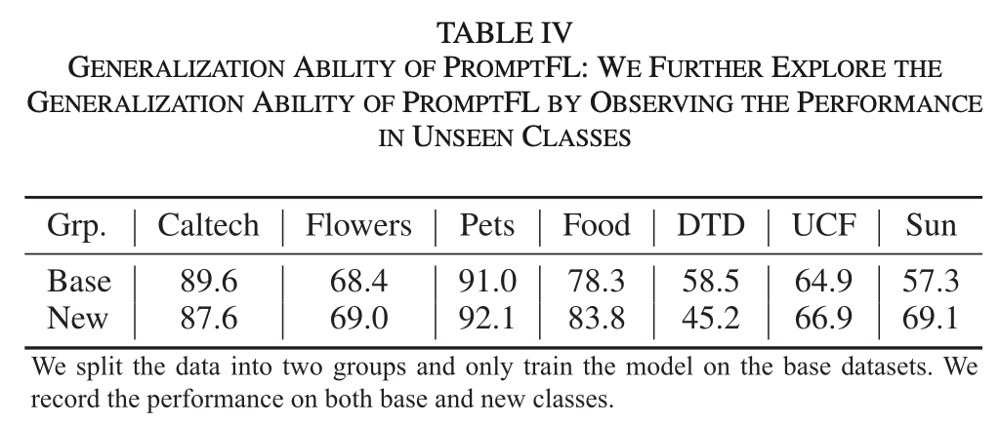 TABLE IV
GENERALIZATION ABILITY OF PROMPTFL: WE FURTHER EXPLORE THE
GENERALIZATION ABILITY OF PROMPTFL BY OBSERVING THE PERFORMANCE
IN UNSEEN CLASSES
Grp. | Caltech | Flowers | Pets | Food | DTD | UCF | Sun
Base | 89.6 | 68.4 | 91.0 | 78.3 | 58.5 | 64.9 | 57.3
New | 87.6 | 69.0 | 92.1 | 83.8 | 45.2 | 66.9 | 69.1
We split the data into two groups and only train the model on the base datasets. We
record the performance on both base and new classes.